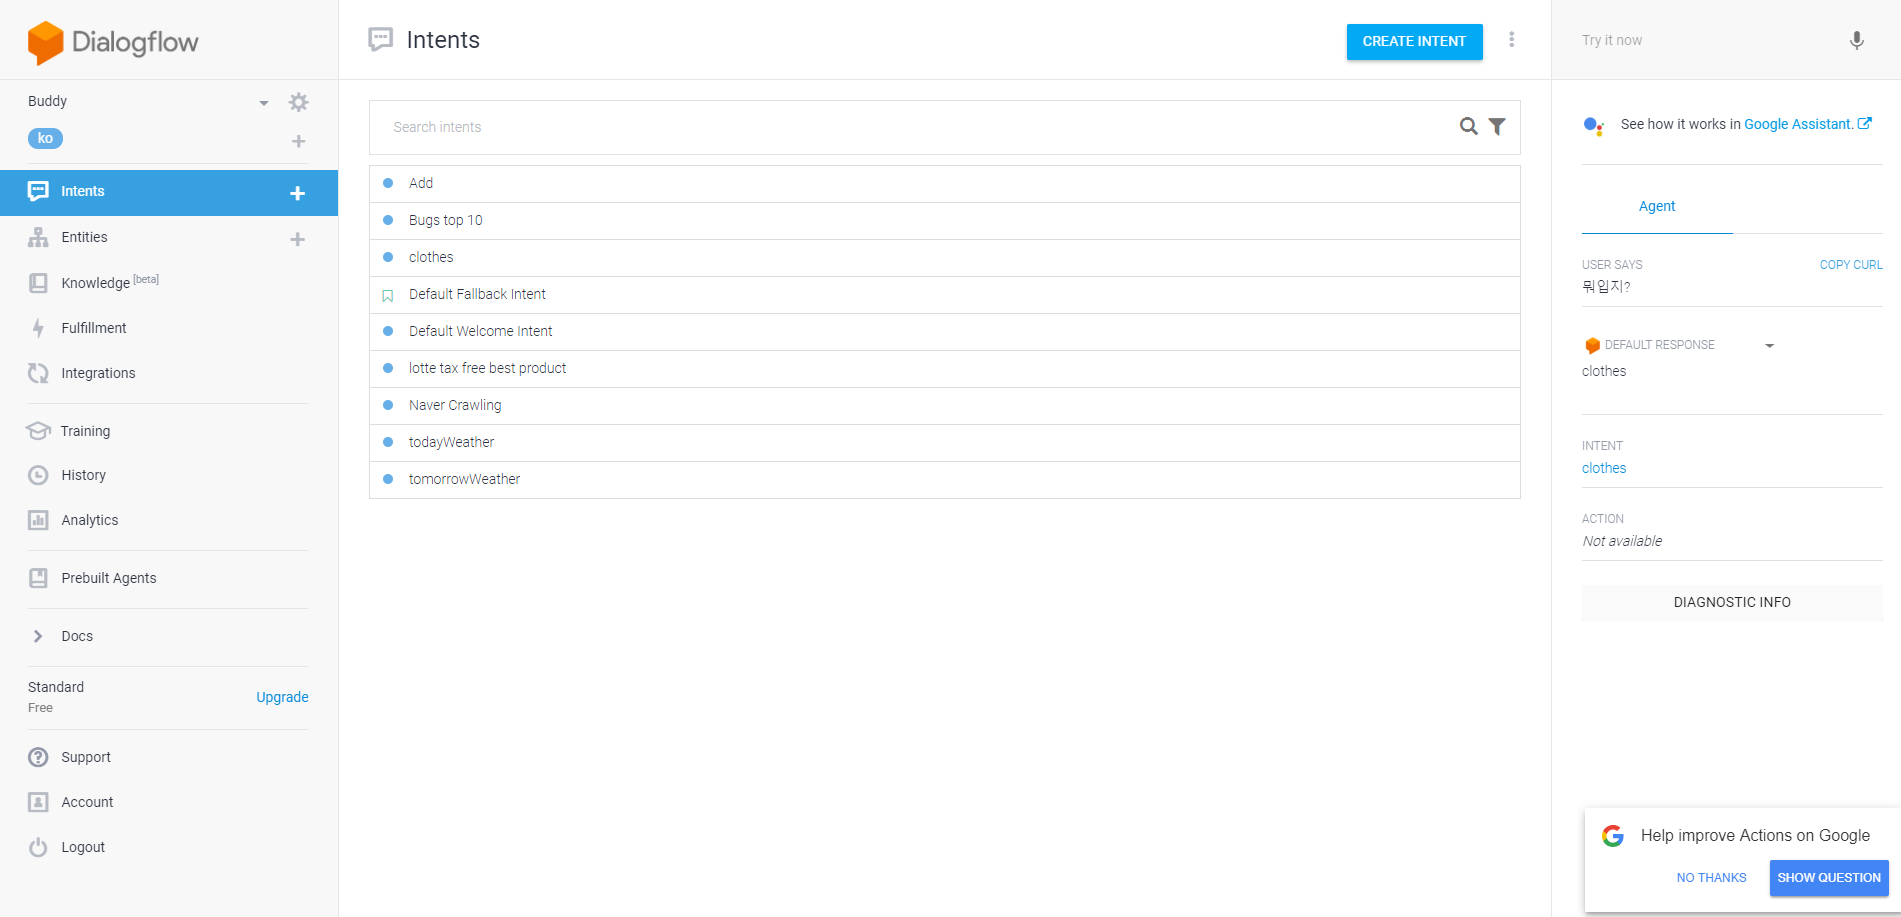 Dialogflow
Buddy
ko
Intents
Entities
Knowledge [beta]
Fulfillment
Integrations
Training
History
Analytics
Prebuilt Agents
Docs
Standard
Free
Upgrade
Support
Account
Logout
Intents
CREATE INTENT
Search intents
Add
Bugs top 10
clothes
Default Fallback Intent
Default Welcome Intent
lotte tax free best product
Naver Crawling
todayWeather
tomorrowWeather
Try it now
See how it works in Google Assistant.
Agent
USER SAYS COPY CURL
뭐입지?
DEFAULT RESPONSE
clothes
INTENT
clothes
ACTION
Not available
DIAGNOSTIC INFO
Help improve Actions on Google
NO THANKS SHOW QUESTION